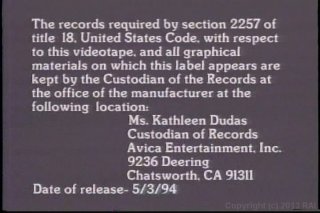 The records required by section 2257 of
title 18, United States Code, with respect
to this videotape, and all graphical
materials on which this label appears are
kept by the Custodian of the Records at
the office of the manufacturer at the
following location:
Ms. Kathleen Dudas
Custodian of Records
Avica Entertainment, Inc.
9236 Deering
Chatsworth, CA 91311
Date of release- 5/3/94
Copyright (c) 2013 RAL